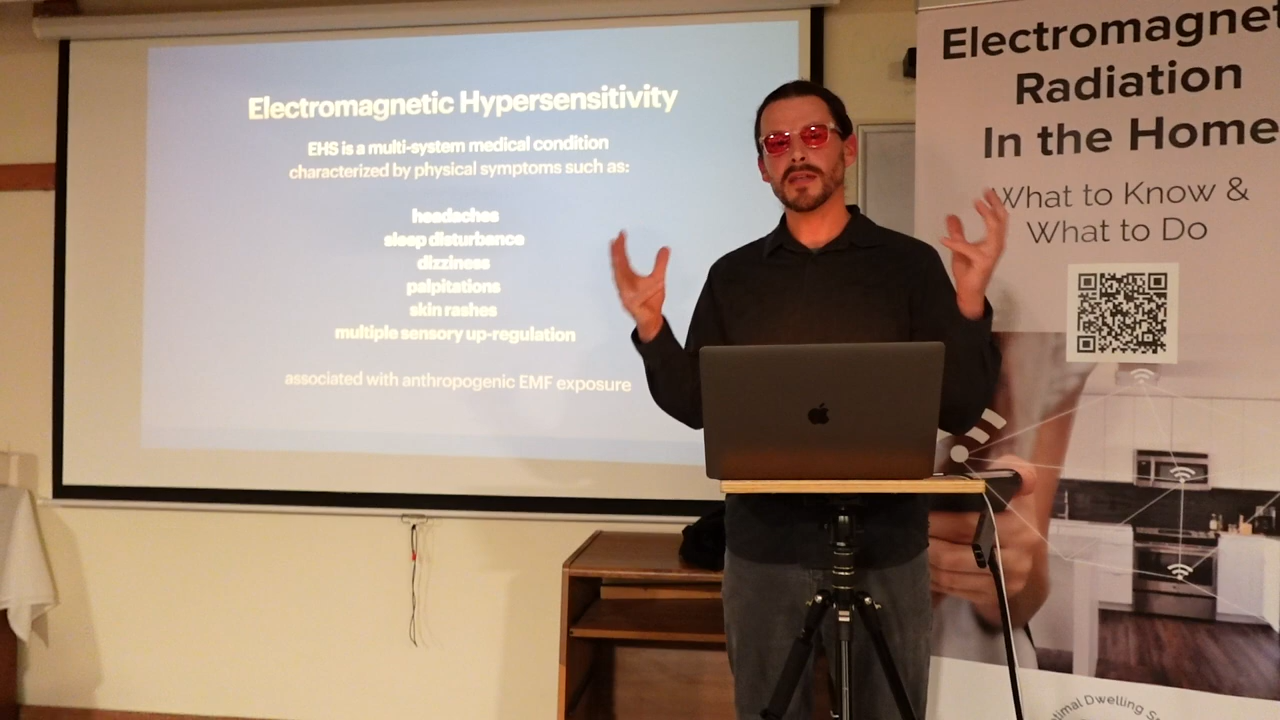 Electromagnetic Hypersensitivity
EHS is a multi-system medical condition
characterized by physical symptoms such as:
headaches
sleep disturbance
dizziness
palpitations
skin rashes
multiple sensory up-regulation
associated with anthropogenic EMF exposure
Electromagnet
Radiation
In the Home
What to Know &
What to Do
Dwelling